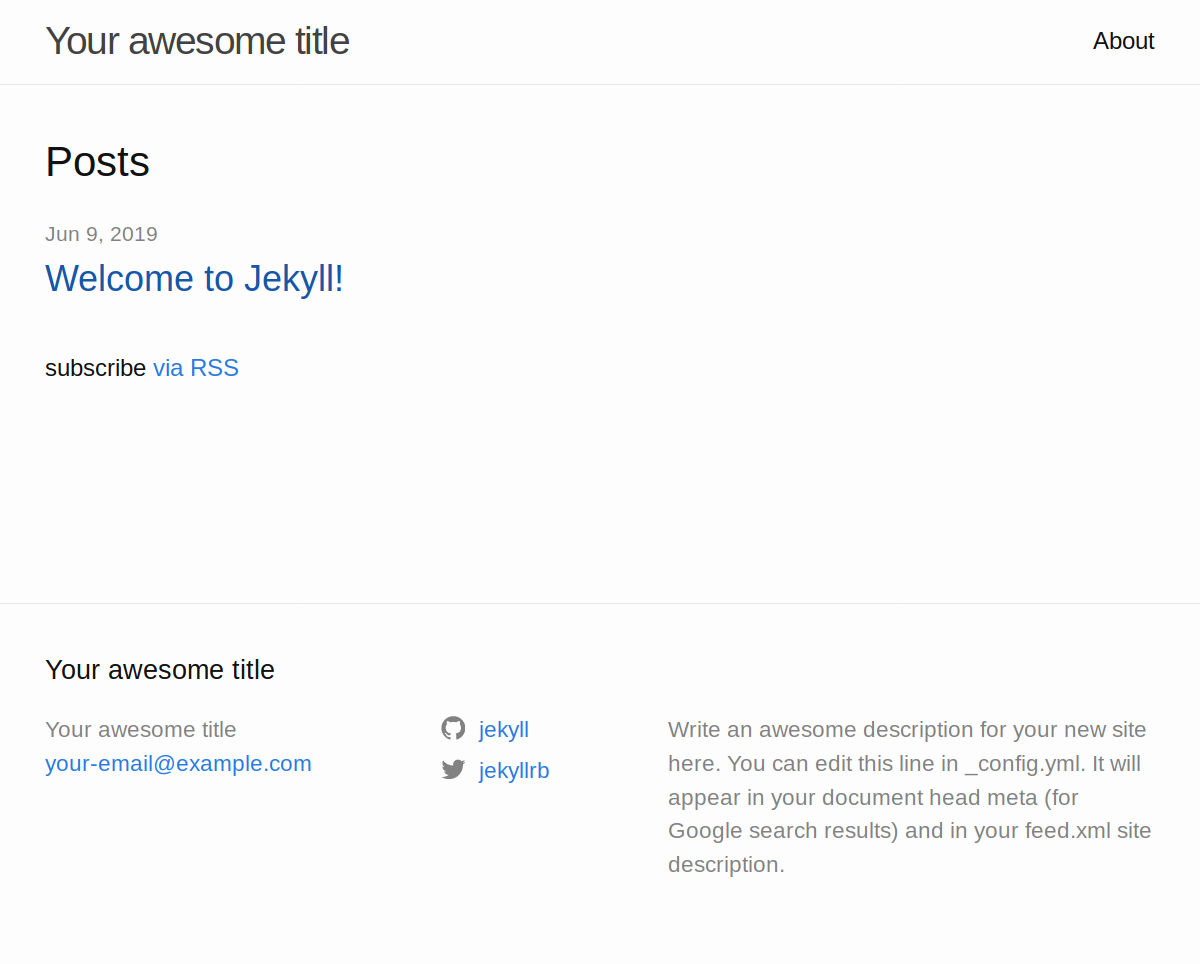 Your awesome title
About
Posts
Jun 9, 2019
Welcome to Jekyll!
subscribe via RSS
Your awesome title
Your awesome title
your-email@example.com
jekyll
jekyllrb
Write an awesome description for your new site
here. You can edit this line in _config.yml. It will
appear in your document head meta (for
Google search results) and in your feed.xml site
description.